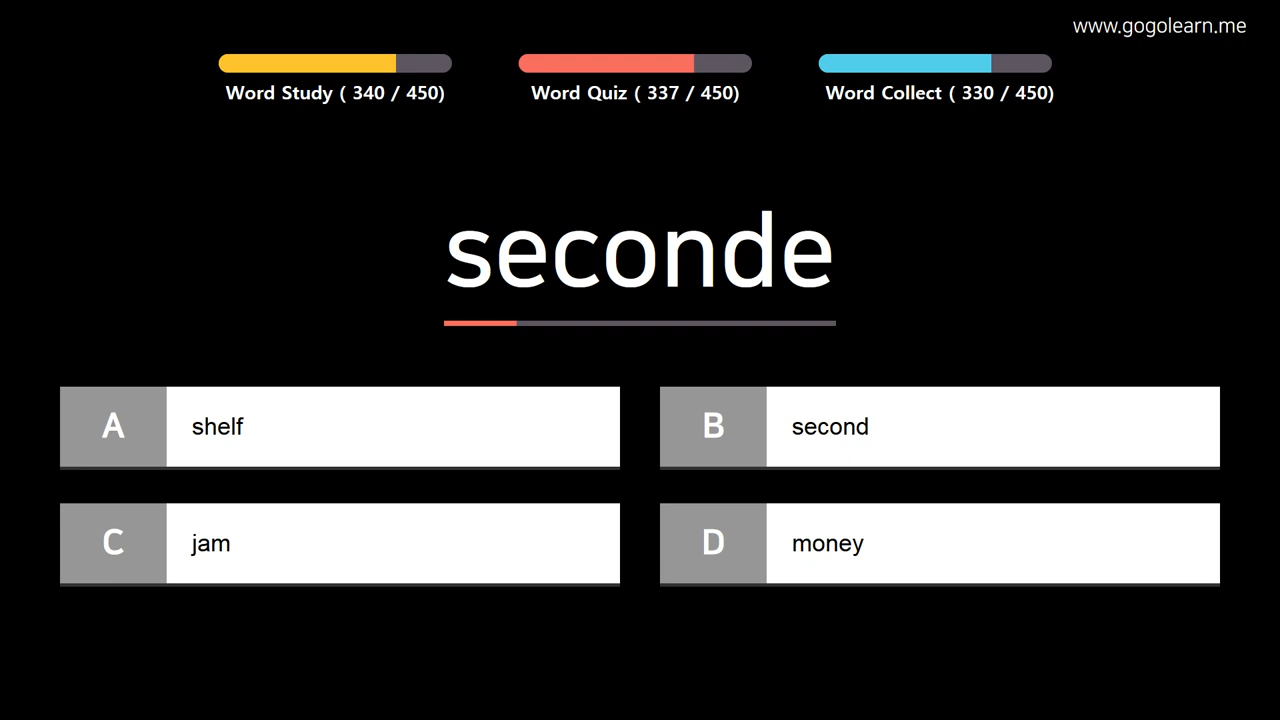 www.gogolearn.me
Word Study ( 340 / 450)
Word Quiz ( 337 / 450)
Word Collect ( 330 / 450)
seconde
A shelf
B second
C jam
D money